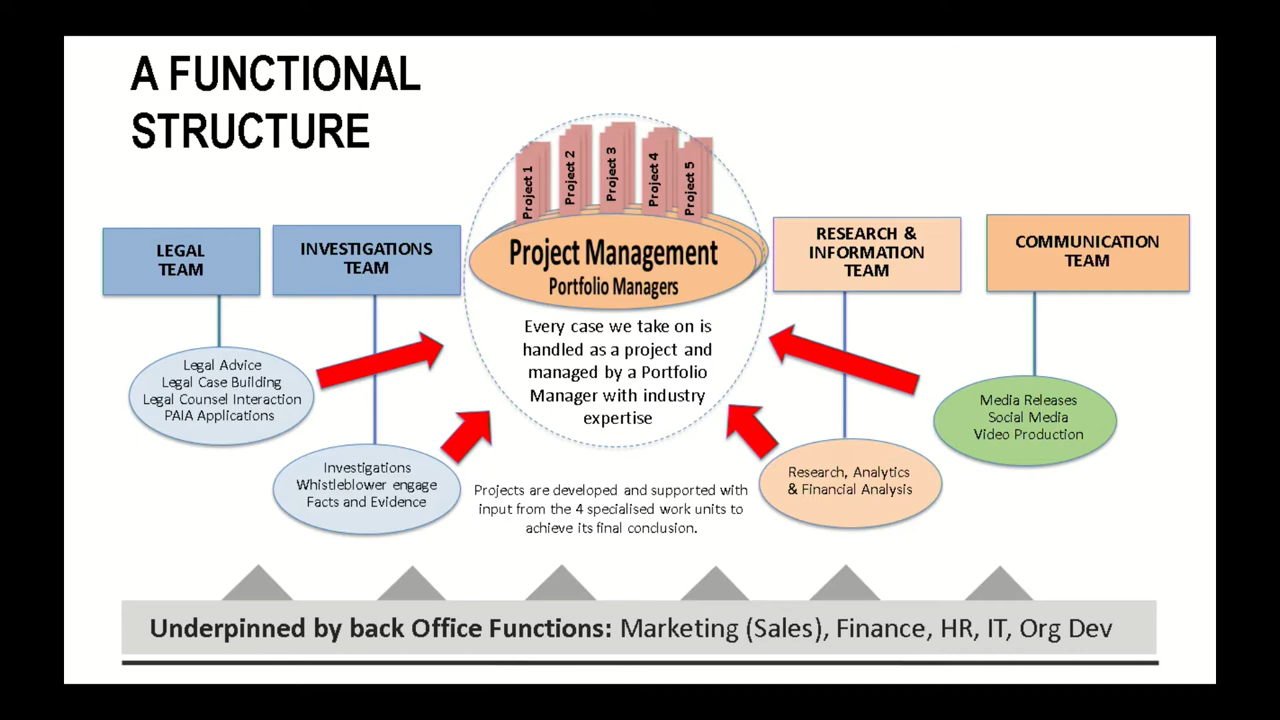 A FUNCTIONAL
STRUCTURE
Project 1
Project 2
Project 3
Project 4
Project 5
Project Management
Portfolio Managers
LEGAL
TEAM
INVESTIGATIONS
TEAM
RESEARCH &
INFORMATION
TEAM
COMMUNICATION
TEAM
Every case we take on is
handled as a project and
managed by a Portfolio
Manager with industry
expertise
Legal Advice
Legal Case Building
Legal Counsel Interaction
PAIA Applications
Investigations
Whistleblower engage
Facts and Evidence
Projects are developed and supported with
input from the 4 specialised work units to
achieve its final conclusion.
Research, Analytics
& Financial Analysis
Media Releases
Social Media
Video Production
Underpinned by back Office Functions: Marketing (Sales), Finance, HR, IT, Org Dev